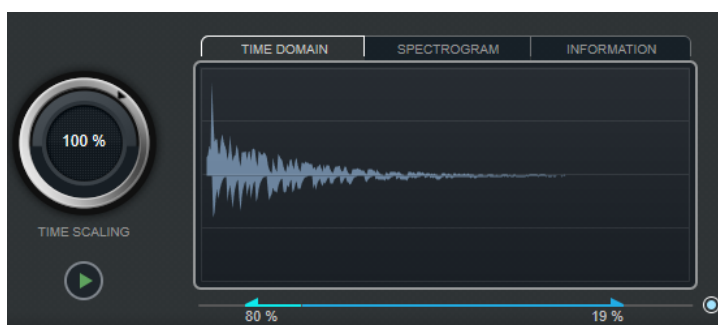 TIME DOMAIN SPECTROGRAM INFORMATION
100 %
TIME SCALING
80 % 19 %